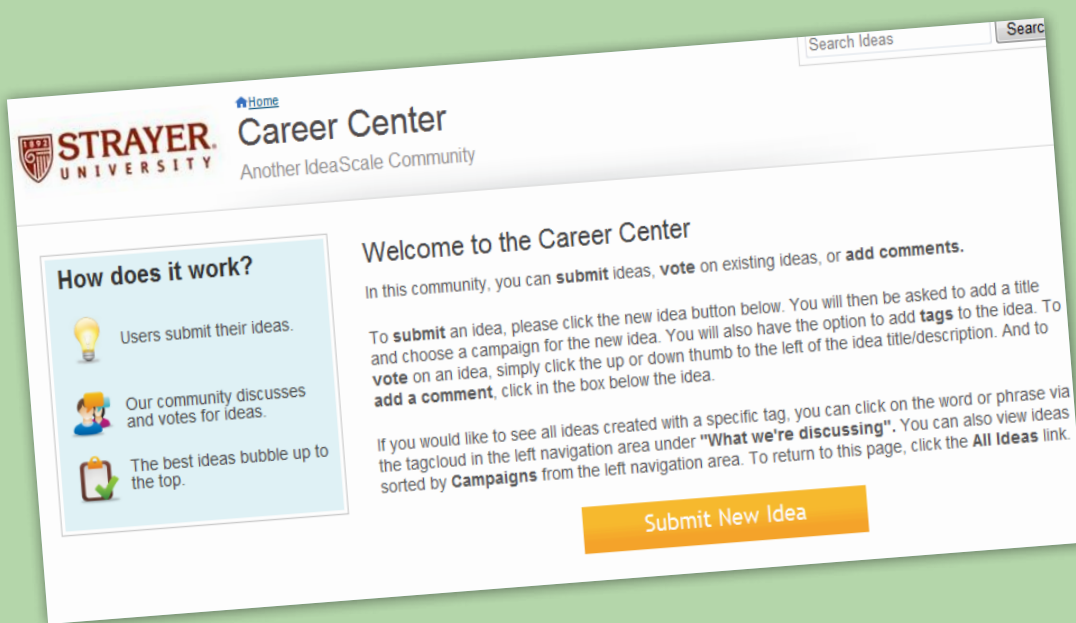 Search Ideas
Searc
Home
1892
STRAYER.
UNIVERSITY
Career Center
Another IdeaScale Community
How does it work?
Users submit their ideas.
Our community discusses
and votes for ideas.
The best ideas bubble up to
the top.
Welcome to the Career Center
In this community, you can submit ideas, vote on existing ideas, or add comments.
To submit an idea, please click the new idea button below. You will then be asked to add a title
and choose a campaign for the new idea. You will also have the option to add tags to the idea. To
vote on an idea, simply click the up or down thumb to the left of the idea title/description. And to
add a comment, click in the box below the idea.
If you would like to see all ideas created with a specific tag, you can click on the word or phrase via
the tagcloud in the left navigation area under "What we're discussing". You can also view ideas
sorted by Campaigns from the left navigation area. To return to this page, click the All Ideas link.
Submit New Idea